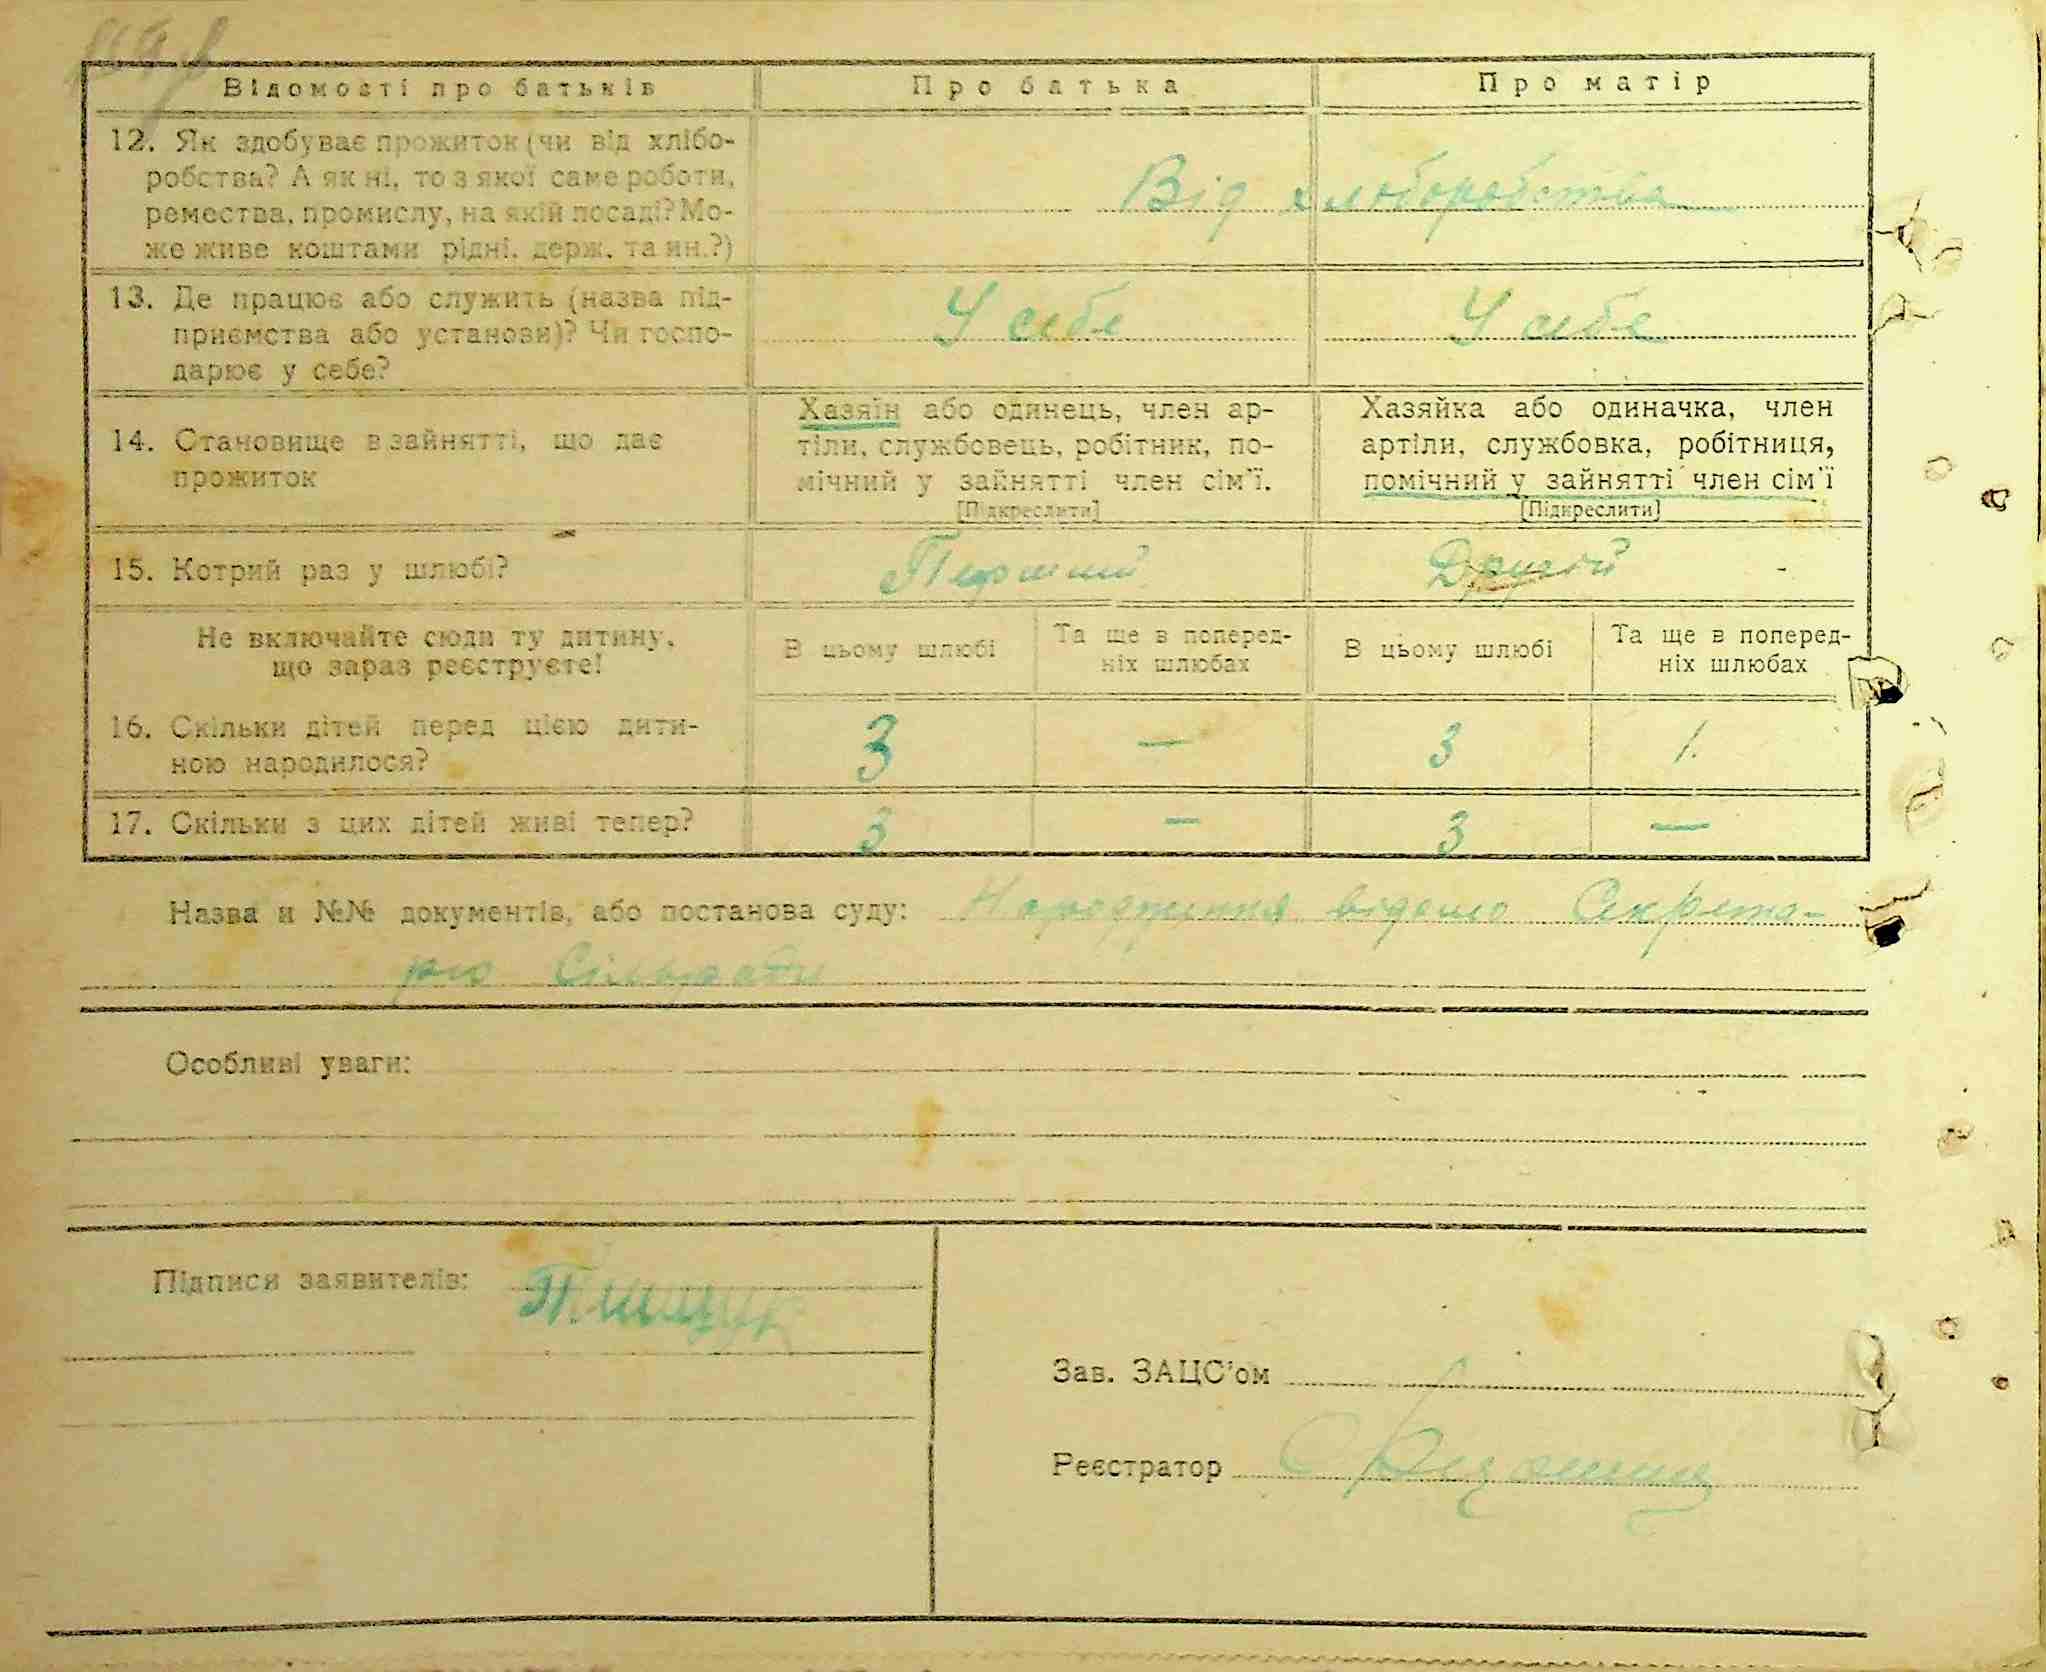 Відомості про батьків Про батька Про матір
12. Як здобуває прожиток (чи від хлібо-
робства? А як ні, то з якої саме роботи,
ремества, промислу, на якій посаді? Мо-
же живе коштами рідні, держ. та ин.?)
Від хліборобства
13. Де працює або служить (назва під-
приємства або установи)? Чи госпо-
дарює у себе?
У себе У себе
14. Становище в зайнятті, що дає
прожиток
Хазяїн або одинець, член ар-
тіли, службовець, робітник, по-
мічний у зайнятті член сім'ї.
[Підкреслити]
Хазяйка або одиначка, член
артіли, службовка, робітниця,
помічний у зайнятті член сім'ї
[Підкреслити]
15. Котрий раз у шлюбі? Перший Другий
Не включайте сюди ту дитину,
що зараз реєструєте!
В цьому шлюбі
Та ще в поперед-
ніх шлюбах
В цьому шлюбі
Та ще в поперед-
ніх шлюбах
16. Скільки дітей перед цією дити-
ною народилося?
3 — 3 1.
17. Скільки з цих дітей живі тепер? 3 — 3 —
Назва й №№ документів, або постанова суду: Народження відомо Секрета-
рю Сільради
Особливі уваги:
Підписи заявителів:
Зав. ЗАЦС'ом
Реєстратор